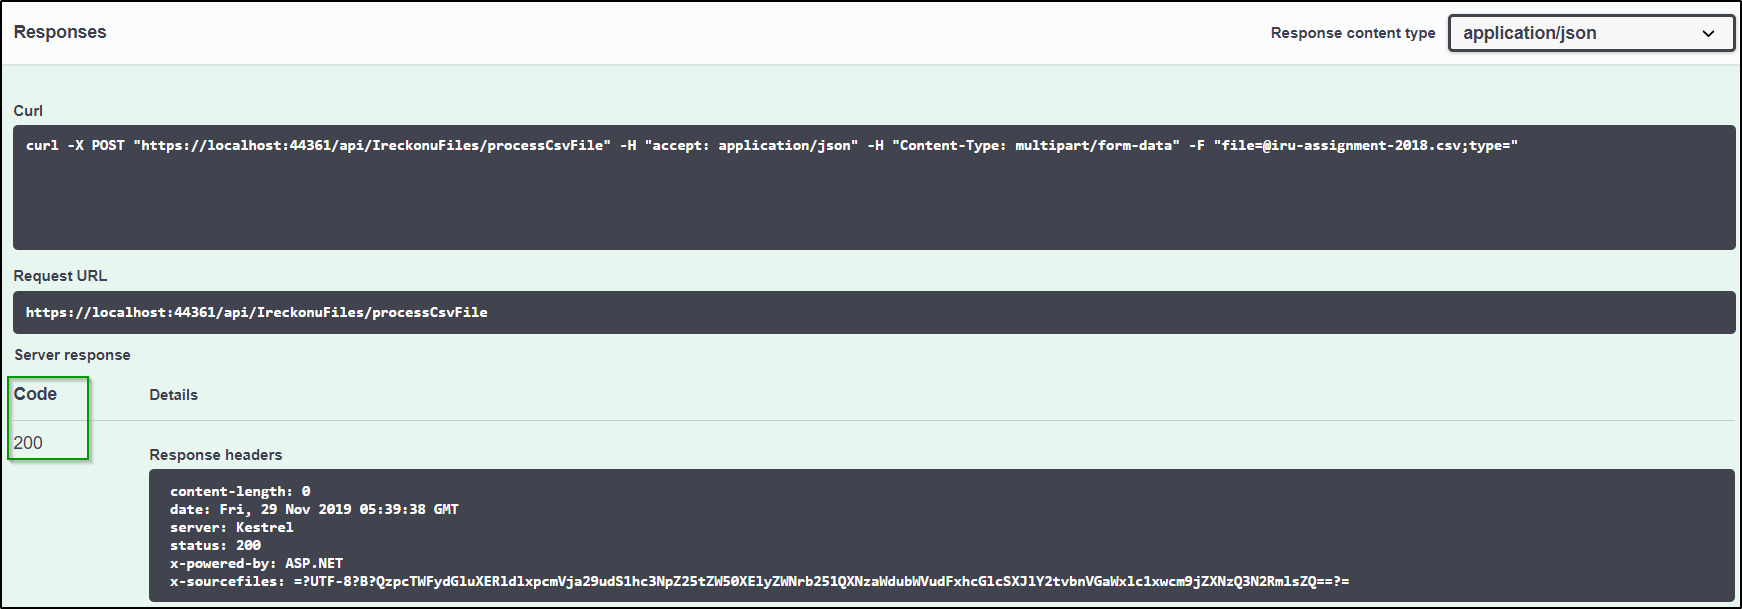 Responses
Response content type
application/json
Curl
curl -X POST "https://localhost:44361/api/IreckonuFiles/processCsvFile" -H "accept: application/json" -H "Content-Type: multipart/form-data" -F "file=@iru-assignment-2018.csv;type="
Request URL
https://localhost:44361/api/IreckonuFiles/processCsvFile
Server response
Code
Details
200
Response headers
content-length: 0
date: Fri, 29 Nov 2019 05:39:38 GMT
server: Kestrel
status: 200
x-powered-by: ASP.NET
x-sourcefiles: =?UTF-8?B?QzpcTWFydGluXERldlxpcmVja29udS1hc3NpZ25tZW50XElyZWNrb251QXNzaWdubWVudFxhcGlcSXJlY2tvbnVGaWxlc1xwcm9jZXNzQ3N2RmlsZQ==?=